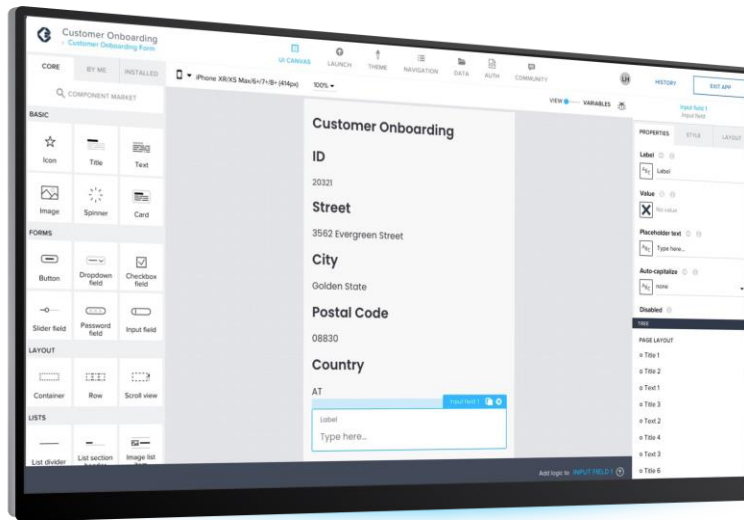 Customer Onboarding
‹ Customer Onboarding Form
UI CANVAS
LAUNCH
THEME
NAVIGATION
DATA
AUTH
COMMUNITY
LH
HISTORY
EXIT APP
CORE
BY ME
INSTALLED
iPhone XR/XS Max/6+/7+/8+ (414px)
100%
VIEW
VARIABLES
COMPONENT MARKET
BASIC
Icon
Title
Text
Image
Spinner
Card
FORMS
Button
Dropdown field
Checkbox field
Slider field
Password field
Input field
LAYOUT
Container
Row
Scroll view
LISTS
List divider
List section
Image list
Customer Onboarding
ID
20321
Street
3562 Evergreen Street
City
Golden State
Postal Code
08830
Country
AT
Input field 1
Label
Type here...
Add logic to INPUT FIELD 1
Input field 1
Input field
PROPERTIES
STYLE
LAYOUT
Label
Label
Value
No value
Placeholder text
Type here...
Auto-capitalize
none
Disabled
TREE
PAGE LAYOUT
Title 1
Title 2
Text 1
Title 3
Text 2
Title 4
Text 3
Title 6